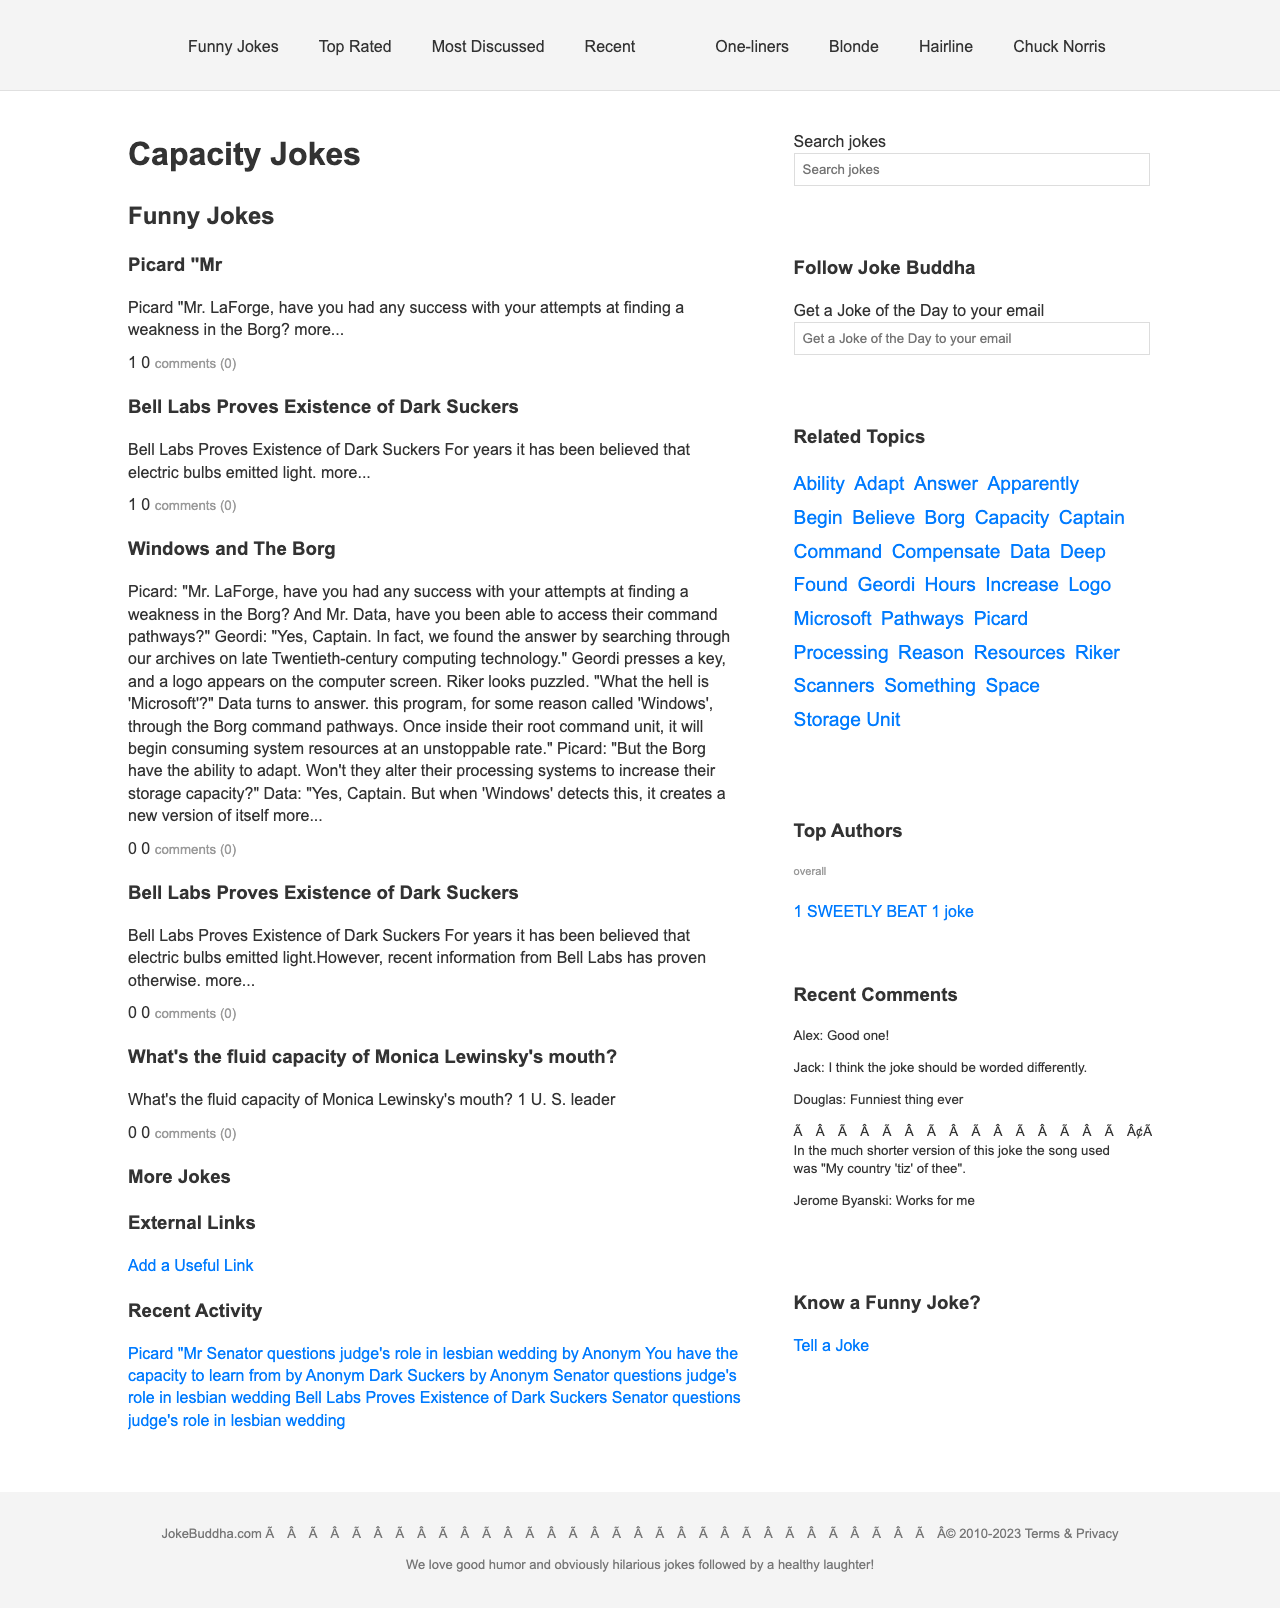 Funny Jokes Top Rated Most Discussed Recent One-liners Blonde Hairline Chuck Norris
Capacity Jokes
Funny Jokes
Picard "Mr
Picard "Mr. LaForge, have you had any success with your attempts at finding a
weakness in the Borg? more...
1 0 comments (0)
Bell Labs Proves Existence of Dark Suckers
Bell Labs Proves Existence of Dark Suckers For years it has been believed that
electric bulbs emitted light. more...
1 0 comments (0)
Windows and The Borg
Picard: "Mr. LaForge, have you had any success with your attempts at finding a
weakness in the Borg? And Mr. Data, have you been able to access their command
pathways?" Geordi: "Yes, Captain. In fact, we found the answer by searching through
our archives on late Twentieth-century computing technology." Geordi presses a key,
and a logo appears on the computer screen. Riker looks puzzled. "What the hell is
'Microsoft'?" Data turns to answer. this program, for some reason called 'Windows',
through the Borg command pathways. Once inside their root command unit, it will
begin consuming system resources at an unstoppable rate." Picard: "But the Borg
have the ability to adapt. Won't they alter their processing systems to increase their
storage capacity?" Data: "Yes, Captain. But when 'Windows' detects this, it creates a
new version of itself more...
0 0 comments (0)
Bell Labs Proves Existence of Dark Suckers
Bell Labs Proves Existence of Dark Suckers For years it has been believed that
electric bulbs emitted light.However, recent information from Bell Labs has proven
otherwise. more...
0 0 comments (0)
What's the fluid capacity of Monica Lewinsky's mouth?
What's the fluid capacity of Monica Lewinsky's mouth? 1 U. S. leader
0 0 comments (0)
More Jokes
External Links
Add a Useful Link
Recent Activity
Picard "Mr Senator questions judge's role in lesbian wedding by Anonym You have the
capacity to learn from by Anonym Dark Suckers by Anonym Senator questions judge's
role in lesbian wedding Bell Labs Proves Existence of Dark Suckers Senator questions
judge's role in lesbian wedding
Search jokes
Search jokes
Follow Joke Buddha
Get a Joke of the Day to your email
Get a Joke of the Day to your email
Related Topics
Ability Adapt Answer Apparently
Begin Believe Borg Capacity Captain
Command Compensate Data Deep
Found Geordi Hours Increase Logo
Microsoft Pathways Picard
Processing Reason Resources Riker
Scanners Something Space
Storage Unit
Top Authors
overall
1 SWEETLY BEAT 1 joke
Recent Comments
Alex: Good one!
Jack: I think the joke should be worded differently.
Douglas: Funniest thing ever
Ã Â Ã Â Ã Â Ã Â Ã Â Ã Â Ã Â Ã Â¢Ã
In the much shorter version of this joke the song used
was "My country 'tiz' of thee".
Jerome Byanski: Works for me
Know a Funny Joke?
Tell a Joke
JokeBuddha.com Ã Â Ã Â Ã Â Ã Â Ã Â Ã Â Ã Â Ã Â Ã Â Ã Â Ã Â Ã Â Ã Â Ã Â Ã Â Ã Â© 2010-2023 Terms & Privacy
We love good humor and obviously hilarious jokes followed by a healthy laughter!